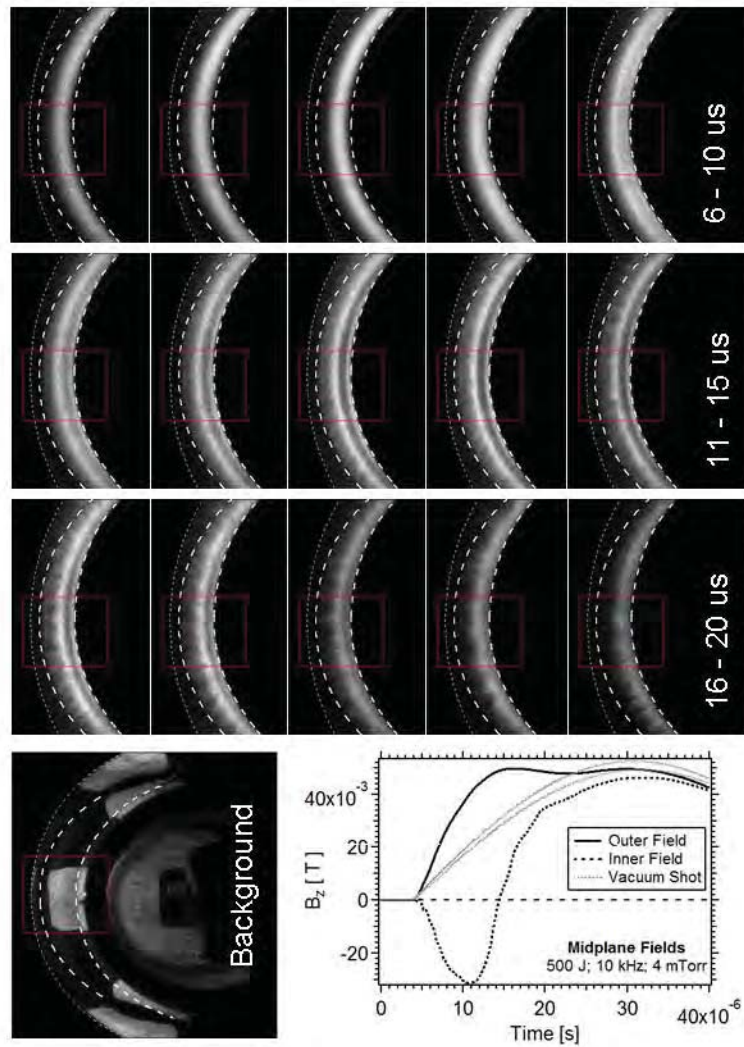 6 - 10 us
11 - 15 us
16 - 20 us
Background
40x10⁻³
20
0
-20
B_z [ T ]
Outer Field
Inner Field
Vacuum Shot
Midplane Fields
500 J; 10 kHz; 4 mTorr
0
10
20
30
40x10⁻⁶
Time [s]